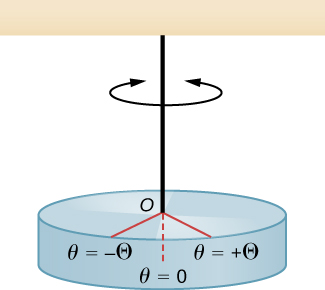 O
θ = –Θ
θ = +Θ
θ = 0